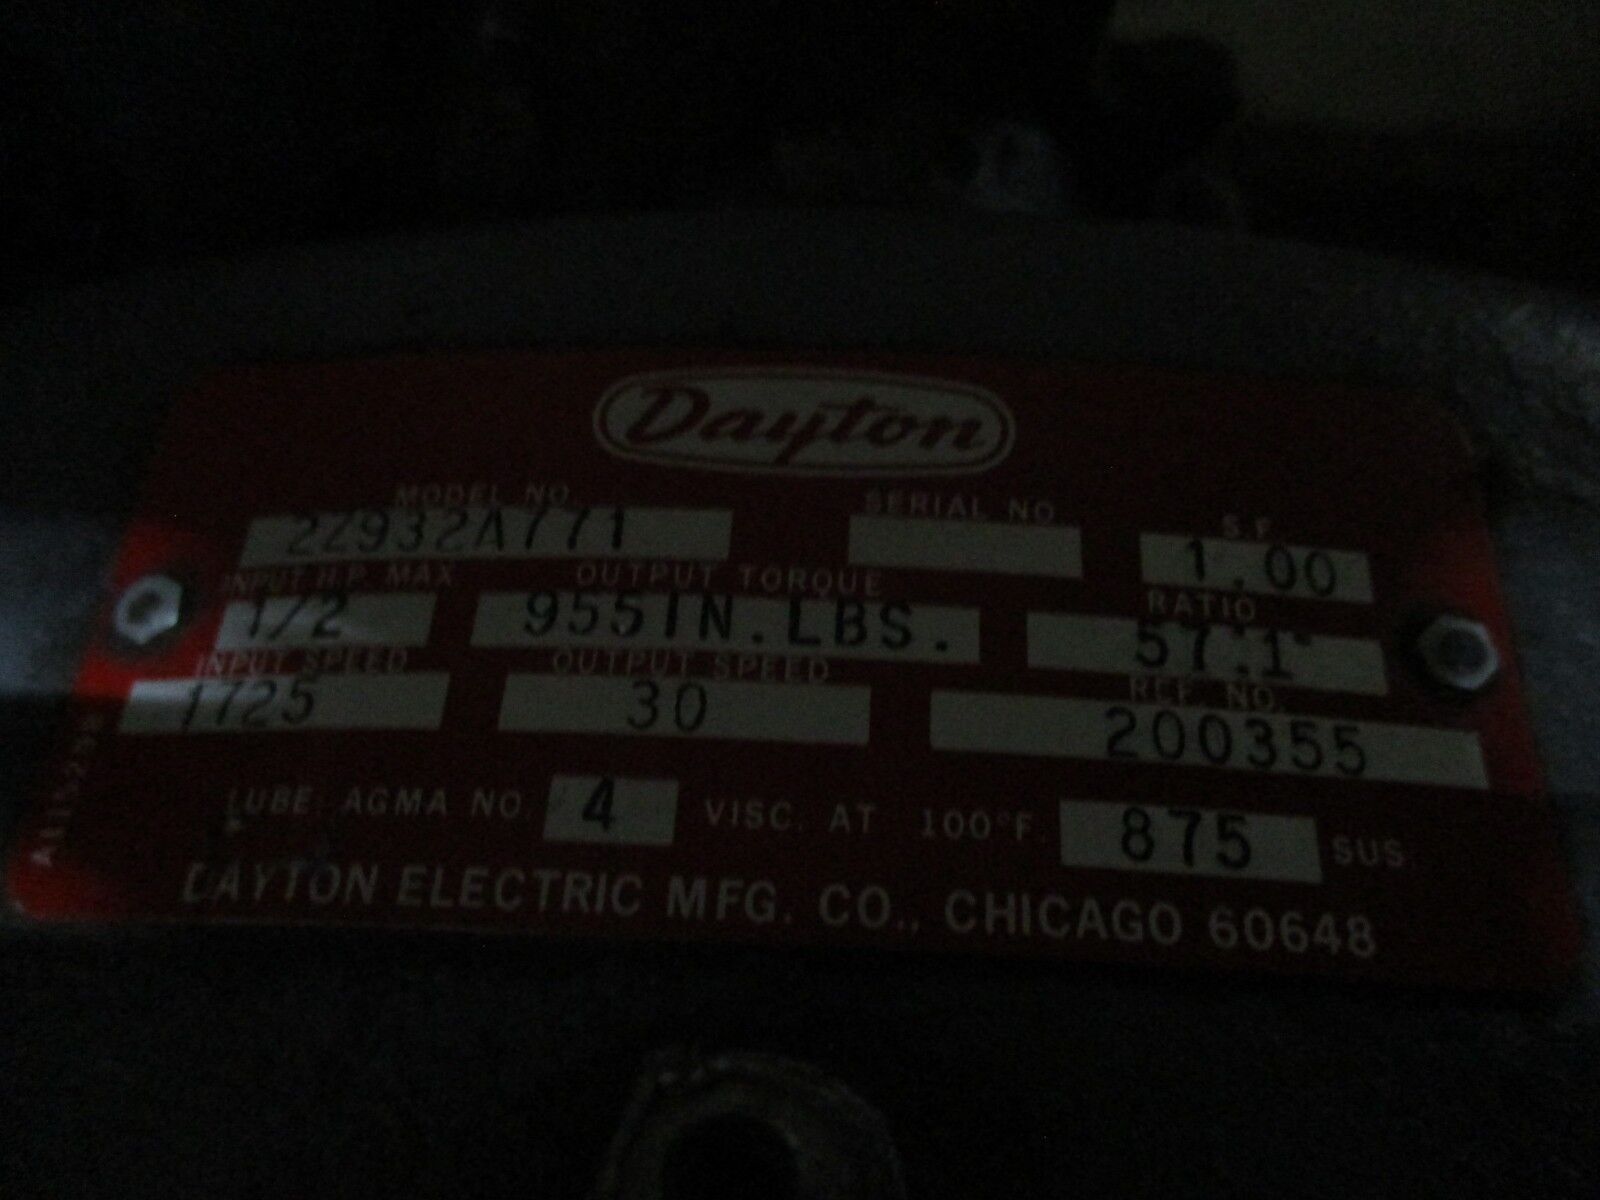 Dayton
MODEL NO. SERIAL NO. S.F.
2Z932A771 1.00
INPUT H.P. MAX OUTPUT TORQUE RATIO
1/2 955IN.LBS. 57.1
INPUT SPEED OUTPUT SPEED REF. NO.
1725 30 200355
LUBE: AGMA NO. 4 VISC. AT 100°F. 875 SUS.
DAYTON ELECTRIC MFG. CO., CHICAGO 60648